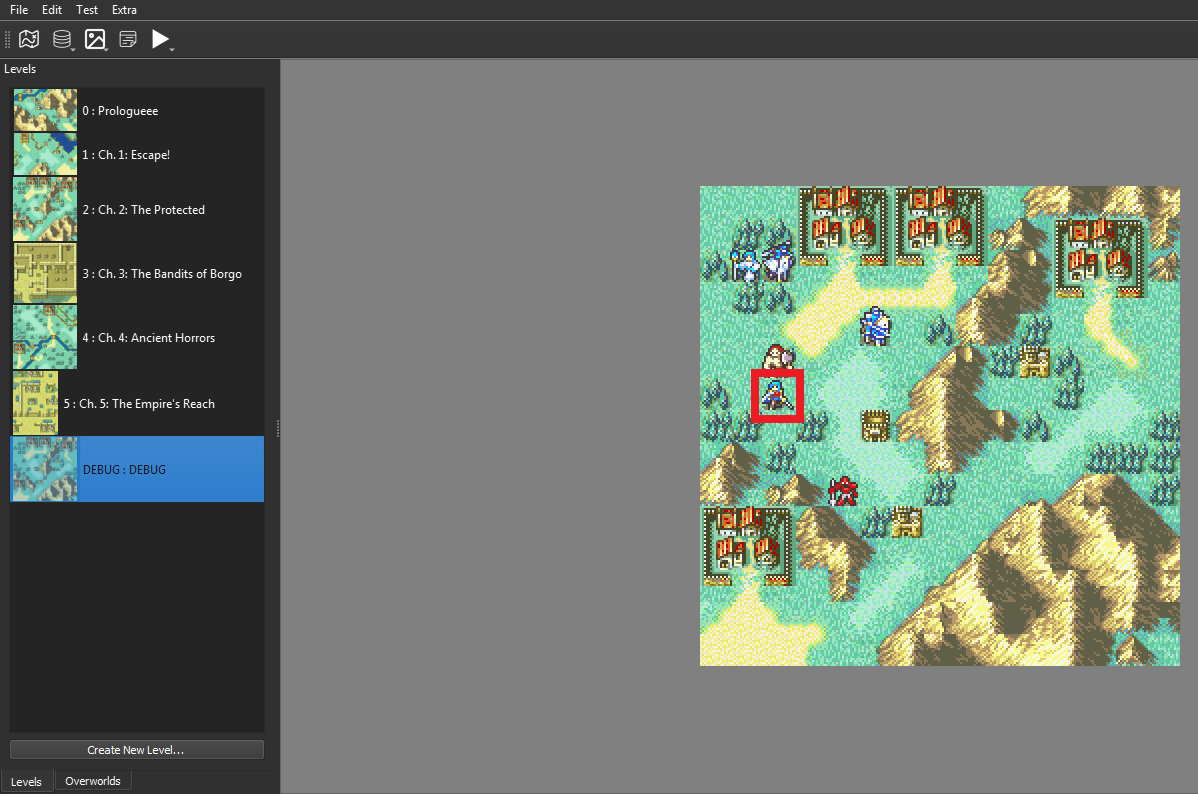 File Edit Test Extra
Levels
0 : Prologueee
1 : Ch. 1: Escape!
2 : Ch. 2: The Protected
3 : Ch. 3: The Bandits of Borgo
4 : Ch. 4: Ancient Horrors
5 : Ch. 5: The Empire's Reach
DEBUG : DEBUG
Create New Level...
Levels Overworlds